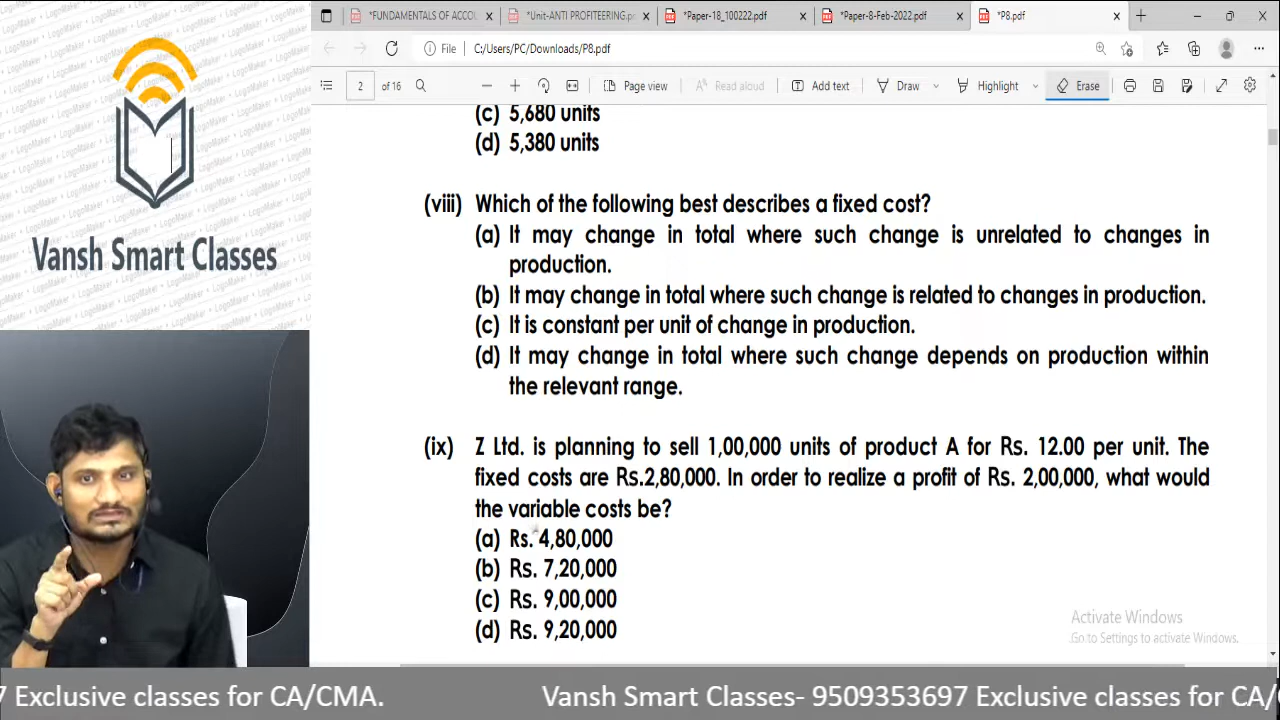 *FUNDAMENTALS OF ACCOU
*Unit-ANTI PROFITEERING.p
*Paper-18_100222.pdf
*Paper-8-Feb-2022.pdf
*P8.pdf
File
C:/Users/PC/Downloads/P8.pdf
2 of 16
Page view
Read aloud
Add text
Draw
Highlight
Erase
Vansh Smart Classes
(c) 5,680 units
(d) 5,380 units
(viii) Which of the following best describes a fixed cost?
(a) It may change in total where such change is unrelated to changes in
production.
(b) It may change in total where such change is related to changes in production.
(c) It is constant per unit of change in production.
(d) It may change in total where such change depends on production within
the relevant range.
(ix) Z Ltd. is planning to sell 1,00,000 units of product A for Rs. 12.00 per unit. The
fixed costs are Rs.2,80,000. In order to realize a profit of Rs. 2,00,000, what would
the variable costs be?
(a) Rs. 4,80,000
(b) Rs. 7,20,000
(c) Rs. 9,00,000
(d) Rs. 9,20,000
Activate Windows
Go to Settings to activate Windows.
7 Exclusive classes for CA/CMA. Vansh Smart Classes- 9509353697 Exclusive classes for CA/